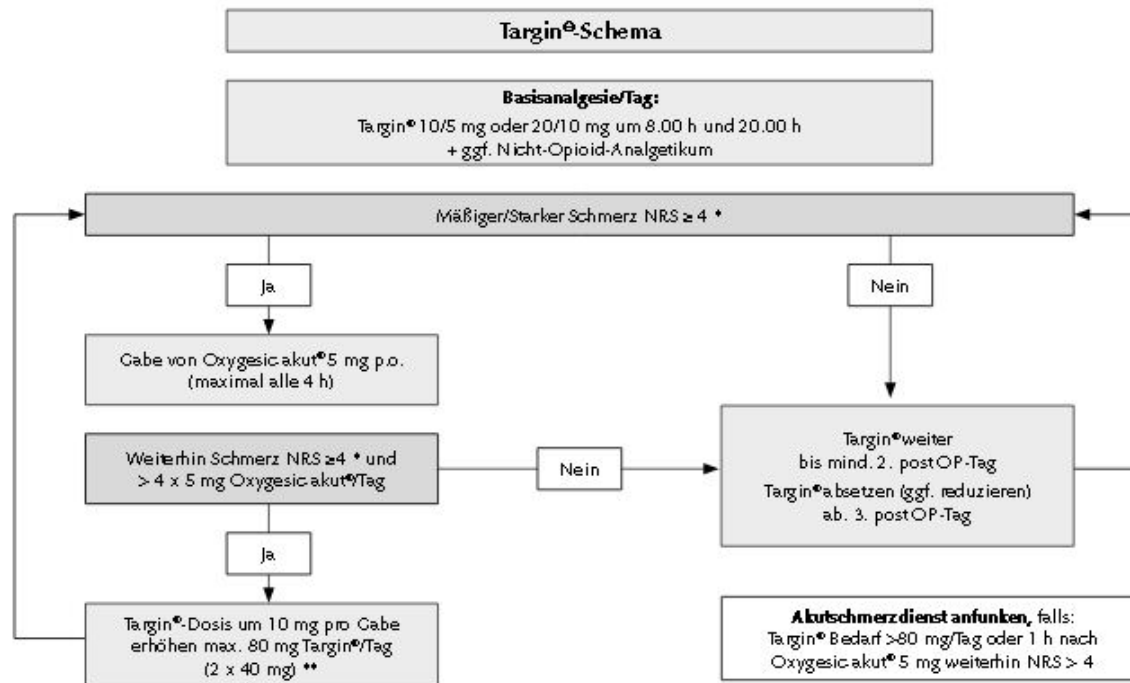 Targin®-Schema
Basisanalgesie/Tag:
Targin® 10/5 mg oder 20/10 mg um 8.00 h und 20.00 h
+ ggf. Nicht-Opioid-Analgetikum
Mäßiger/Starker Schmerz NRS ≥ 4 *
Ja
Nein
Gabe von Oxygesic-akut® 5 mg p.o.
(maximal alle 4 h)
Weiterhin Schmerz NRS ≥4 * und
> 4 x 5 mg Oxygesic-akut®/Tag
Nein
Targin® weiter
bis mind. 2. post OP-Tag
Targin® absetzen (ggf. reduzieren)
ab. 3. post OP-Tag
Ja
Targin®-Dosis um 10 mg pro Gabe
erhöhen max. 80 mg Targin®/Tag
(2 x 40 mg) **
Akutschmerzdienst anfunken, falls:
Targin® Bedarf >80 mg/Tag oder 1 h nach
Oxygesic-akut® 5 mg weiterhin NRS > 4